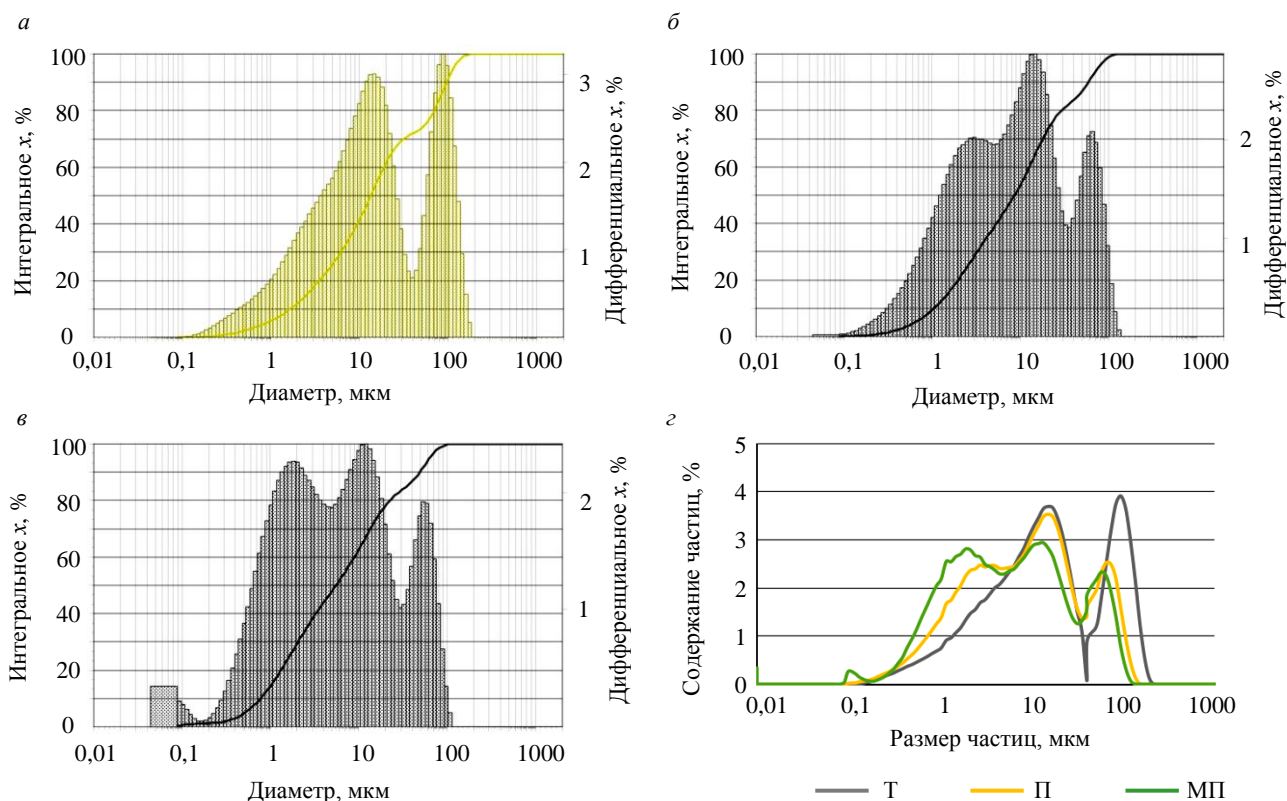 а
100
80
60
40
20
0
Интегральное x, %
3
2
1
Дифференциальное x, %
0,01 0,1 1 10 100 1000
Диаметр, мкм
б
100
80
60
40
20
0
Интегральное x, %
2
1
Дифференциальное x, %
0,01 0,1 1 10 100 1000
Диаметр, мкм
в
100
80
60
40
20
0
Интегральное x, %
2
1
Дифференциальное x, %
0,01 0,1 1 10 100 1000
Диаметр, мкм
г
5
4
3
2
1
0
Содержание частиц, %
0,01 0,1 1 10 100 1000
Размер частиц, мкм
Т П МП